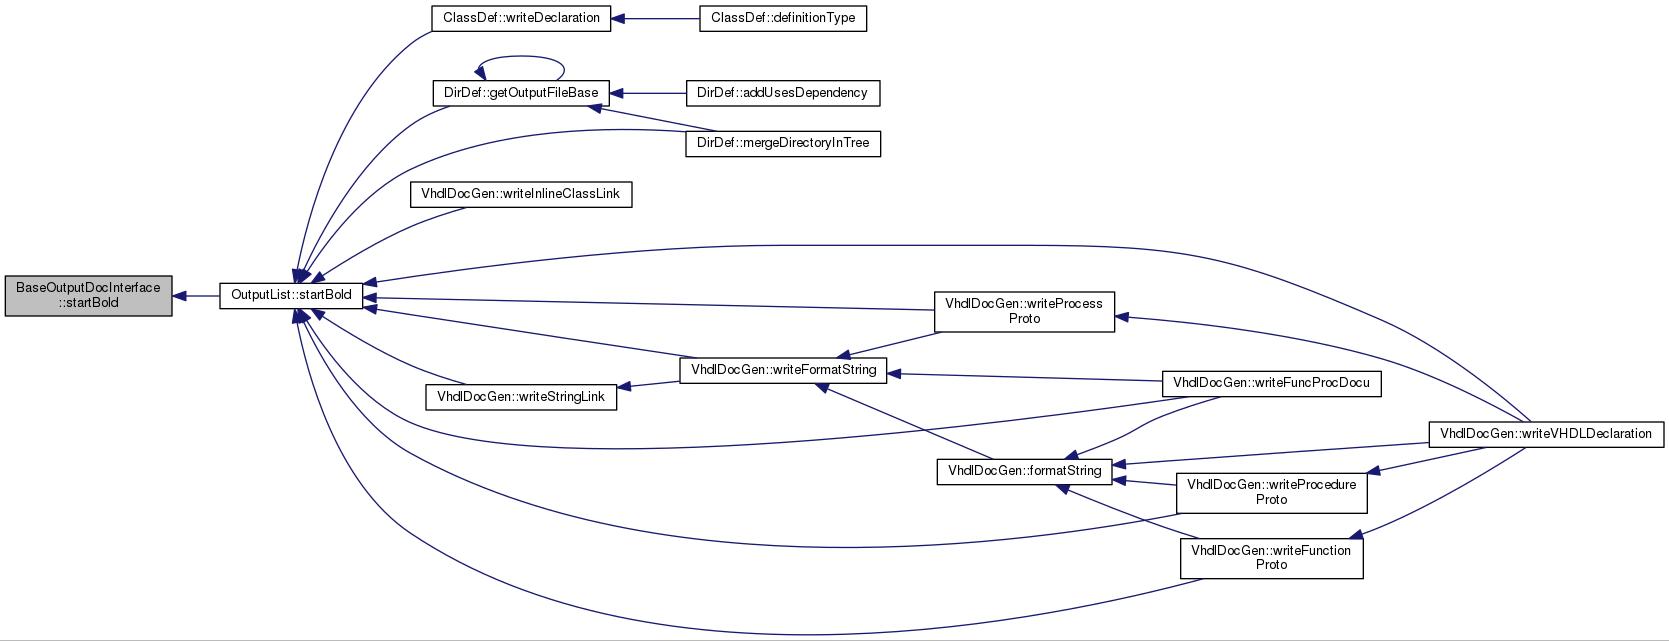 ClassDef::writeDeclaration
ClassDef::definitionType
DirDef::getOutputFileBase
DirDef::addUsesDependency
DirDef::mergeDirectoryInTree
VhdlDocGen::writeInlineClassLink
BaseOutputDocInterface
::startBold
OutputList::startBold
VhdlDocGen::writeProcess
Proto
VhdlDocGen::writeFormatString
VhdlDocGen::writeStringLink
VhdlDocGen::writeFuncProcDocu
VhdlDocGen::writeVHDLDeclaration
VhdlDocGen::formatString
VhdlDocGen::writeProcedure
Proto
VhdlDocGen::writeFunction
Proto